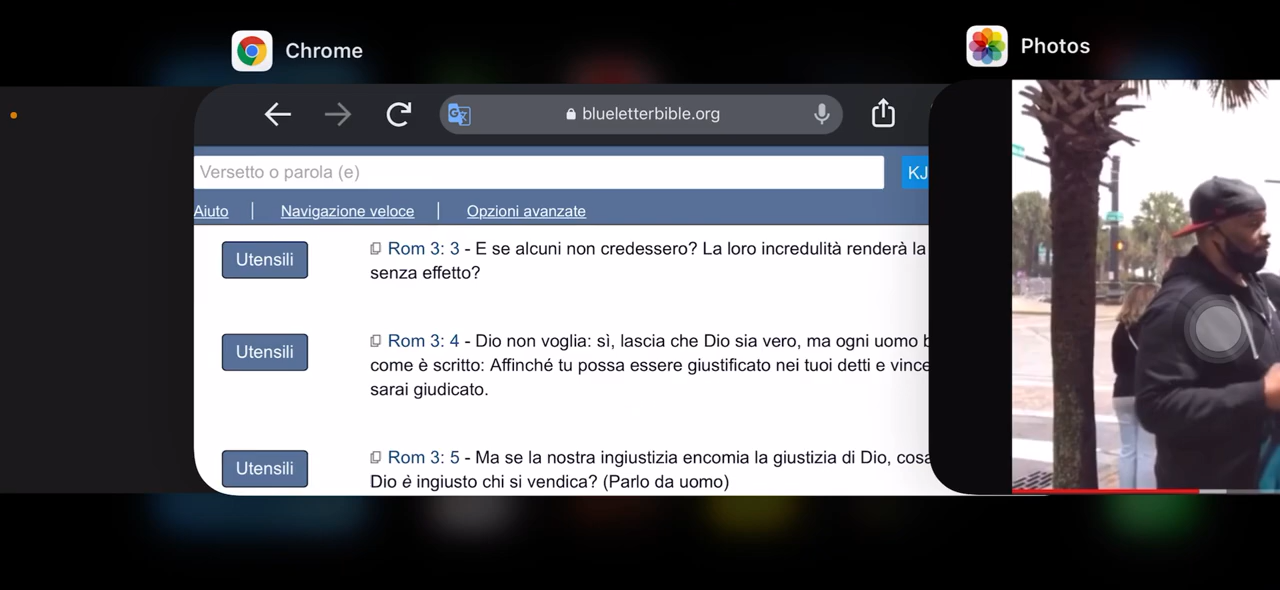 Chrome
Photos
blueletterbible.org
Versetto o parola (e)
KJ
Aiuto | Navigazione veloce | Opzioni avanzate
Utensili
Rom 3: 3 - E se alcuni non credessero? La loro incredulità renderà la
senza effetto?
Utensili
Rom 3: 4 - Dio non voglia: sì, lascia che Dio sia vero, ma ogni uomo b
come è scritto: Affinché tu possa essere giustificato nei tuoi detti e vince
sarai giudicato.
Utensili
Rom 3: 5 - Ma se la nostra ingiustizia encomia la giustizia di Dio, cosa
Dio è ingiusto chi si vendica? (Parlo da uomo)